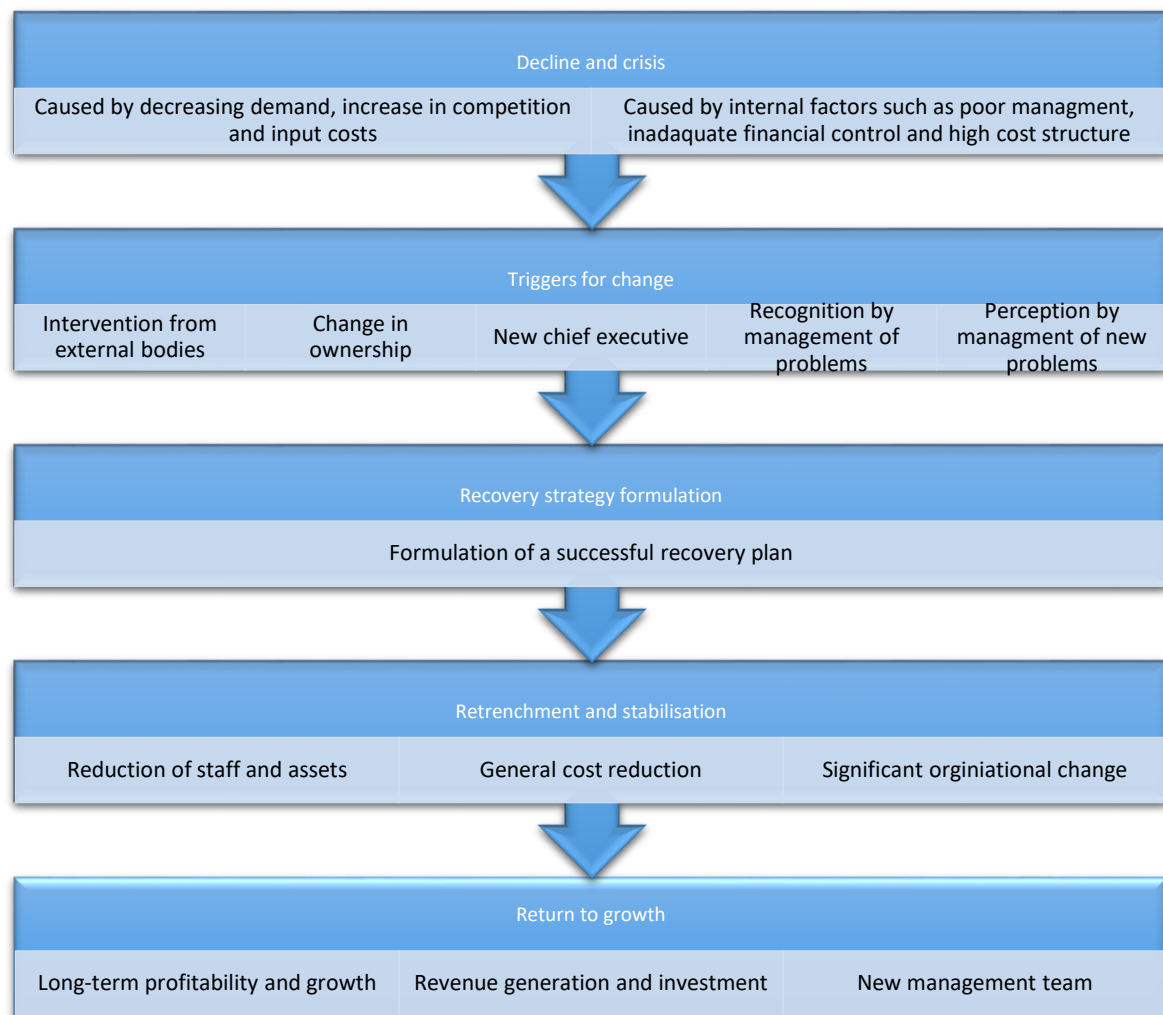 Decline and crisis
Caused by decreasing demand, increase in competition
and input costs
Caused by internal factors such as poor managment,
inadaquate financial control and high cost structure
Triggers for change
Intervention from
external bodies
Change in
ownership
New chief executive
Recognition by
management of
problems
Perception by
managment of new
problems
Recovery strategy formulation
Formulation of a successful recovery plan
Retrenchment and stabilisation
Reduction of staff and assets
General cost reduction
Significant orginiational change
Return to growth
Long-term profitability and growth
Revenue generation and investment
New management team